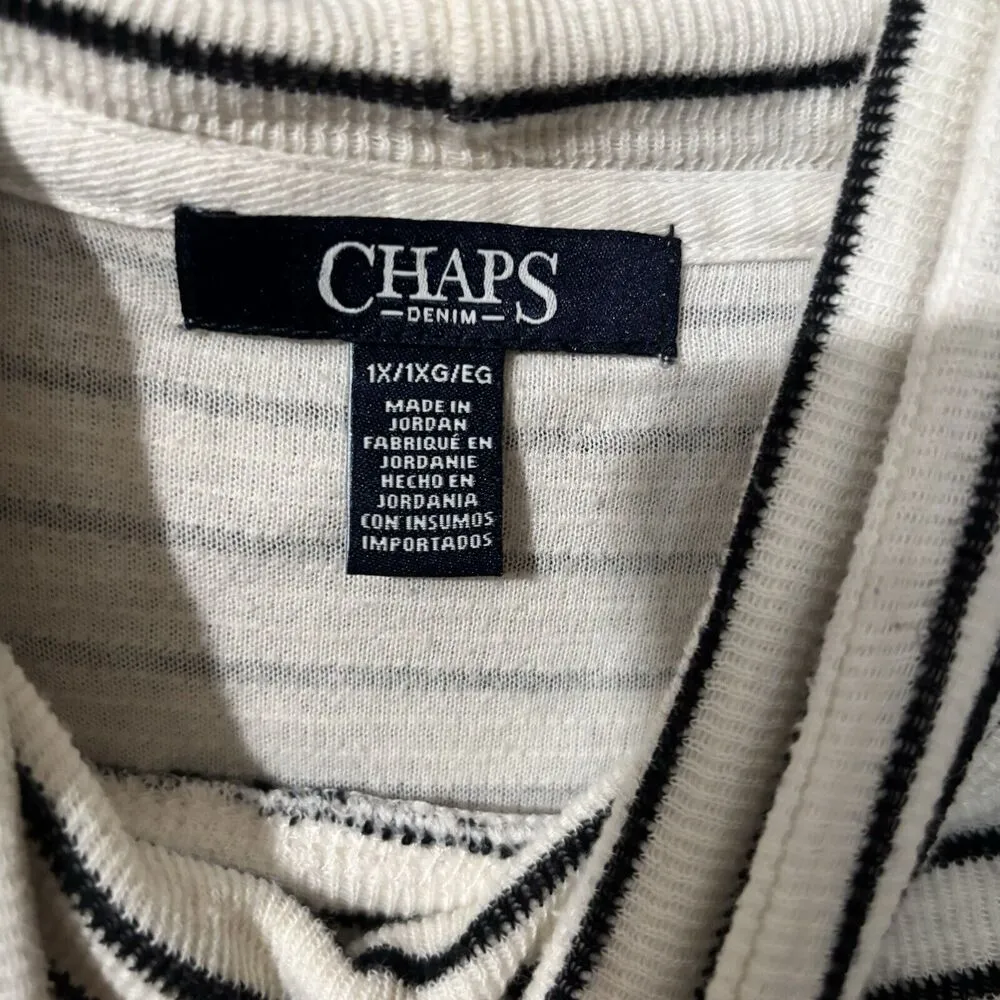 CHAPS
DENIM
1X/1XG/EG
MADE IN
JORDAN
FABRIQUÉ EN
JORDANIE
HECHO EN
JORDANIA
CON INSUMOS
IMPORTADOS